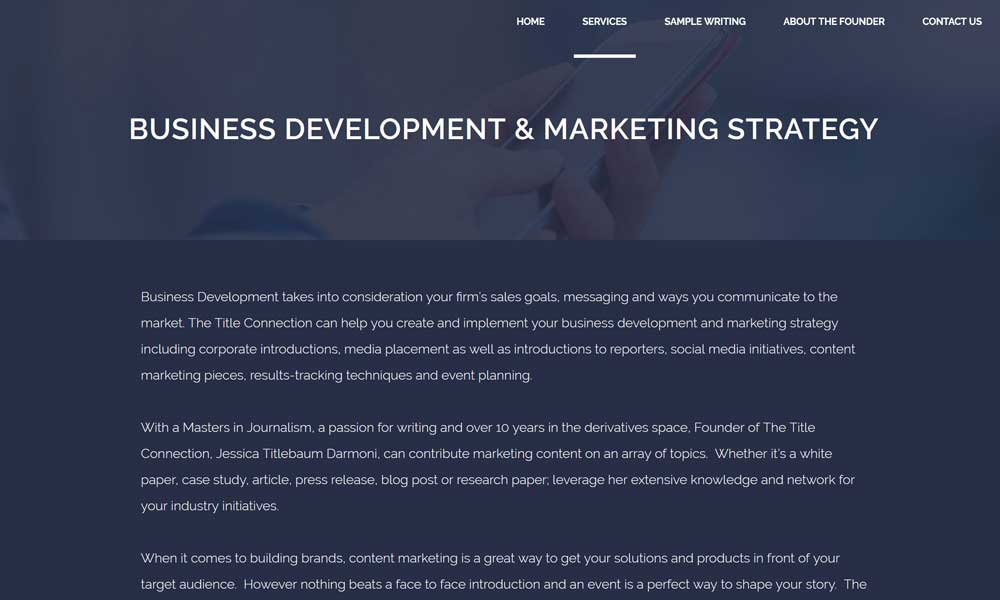 HOME SERVICES SAMPLE WRITING ABOUT THE FOUNDER CONTACT US
BUSINESS DEVELOPMENT & MARKETING STRATEGY
Business Development takes into consideration your firm's sales goals, messaging and ways you communicate to the
market. The Title Connection can help you create and implement your business development and marketing strategy
including corporate introductions, media placement as well as introductions to reporters, social media initiatives, content
marketing pieces, results-tracking techniques and event planning.
With a Masters in Journalism, a passion for writing and over 10 years in the derivatives space, Founder of The Title
Connection, Jessica Titlebaum Darmoni, can contribute marketing content on an array of topics.  Whether it's a white
paper, case study, article, press release, blog post or research paper; leverage her extensive knowledge and network for
your industry initiatives.
When it comes to building brands, content marketing is a great way to get your solutions and products in front of your
target audience.  However nothing beats a face to face introduction and an event is a perfect way to shape your story.  The